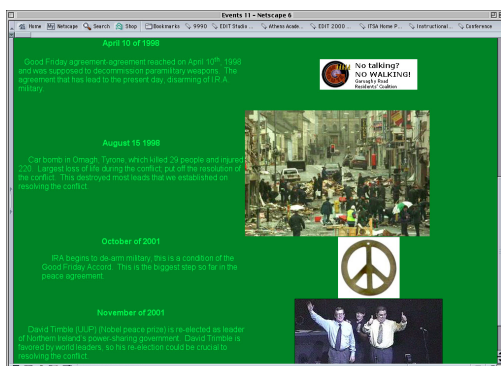 Events 11 - Netscape 6
Home My Netscape Search Shop Bookmarks 9990 EDIT Studio ... Athens Acade... EDIT 2000 ... ITSA Home P... Instructional... Conference
April 10 of 1998
Good Friday agreement-agreement reached on April 10th, 1998
and was supposed to decommission paramilitary weapons. The
agreement that has lead to the present day, disarming of I.R.A.
military.
No talking?
NO WALKING!
Garvaghy Road
Residents' Coalition
August 15 1998
Car bomb in Omagh, Tyrone, which killed 29 people and injured
220. Largest loss of life during the conflict; put off the resolution of
the conflict. This destroyed most leads that we established on
resolving the conflict.
October of 2001
IRA begins to de-arm military, this is a condition of the
Good Friday Accord. This is the biggest step so far in the
peace agreement.
November of 2001
David Timble (UUP) (Nobel peace prize) is re-elected as leader
of Northern Ireland's power-sharing government. David Timble is
favored by world leaders, so his re-election could be crucial to
resolving the conflict.